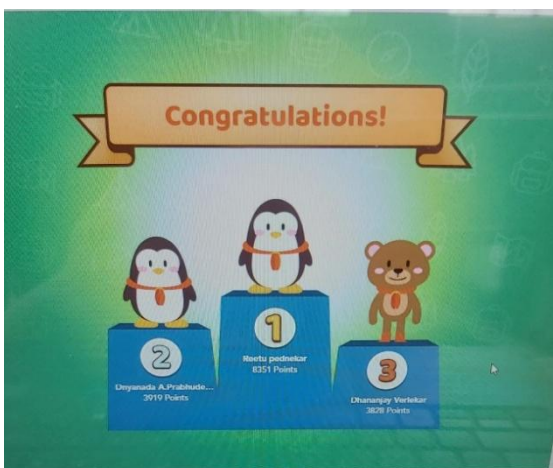 Congratulations!
1
Reetu pednekar
8351 Points
2
Dnyanada A.Prabhude...
3919 Points
3
Dhananjay Verlekar
3828 Points